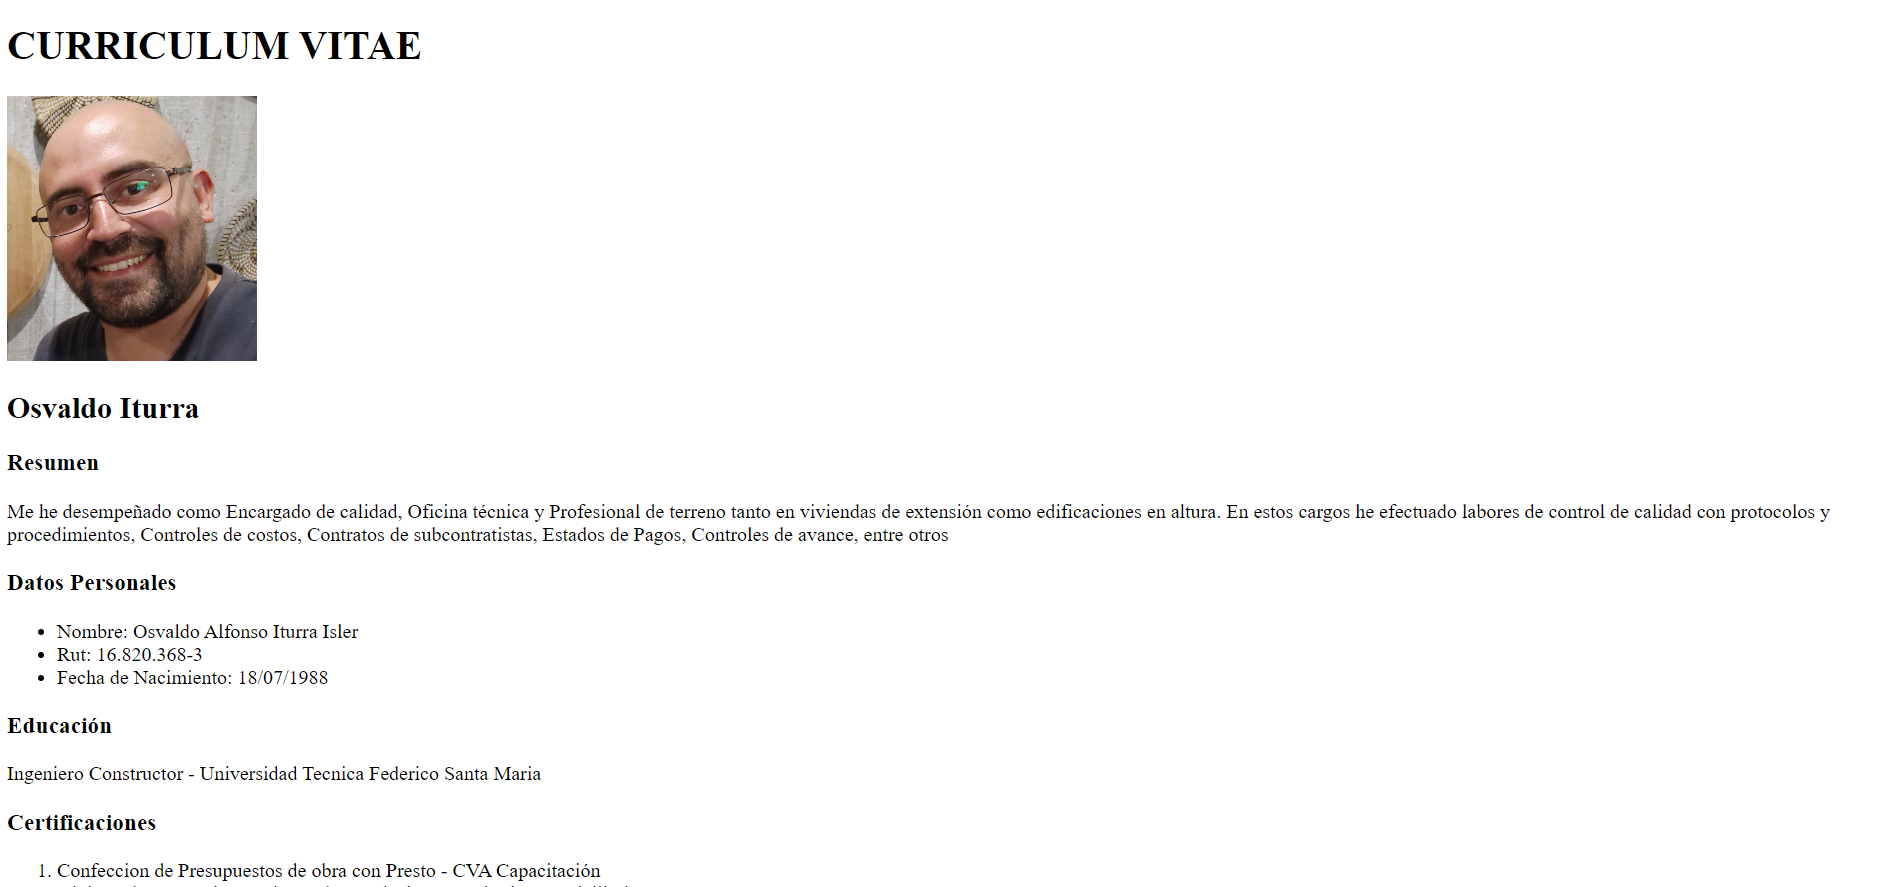 CURRICULUM VITAE
Osvaldo Iturra
Resumen
Me he desempeñado como Encargado de calidad, Oficina técnica y Profesional de terreno tanto en viviendas de extensión como edificaciones en altura. En estos cargos he efectuado labores de control de calidad con protocolos y
procedimientos, Controles de costos, Contratos de subcontratistas, Estados de Pagos, Controles de avance, entre otros
Datos Personales
• Nombre: Osvaldo Alfonso Iturra Isler
• Rut: 16.820.368-3
• Fecha de Nacimiento: 18/07/1988
Educación
Ingeniero Constructor - Universidad Tecnica Federico Santa Maria
Certificaciones
1. Confeccion de Presupuestos de obra con Presto - CVA Capacitación